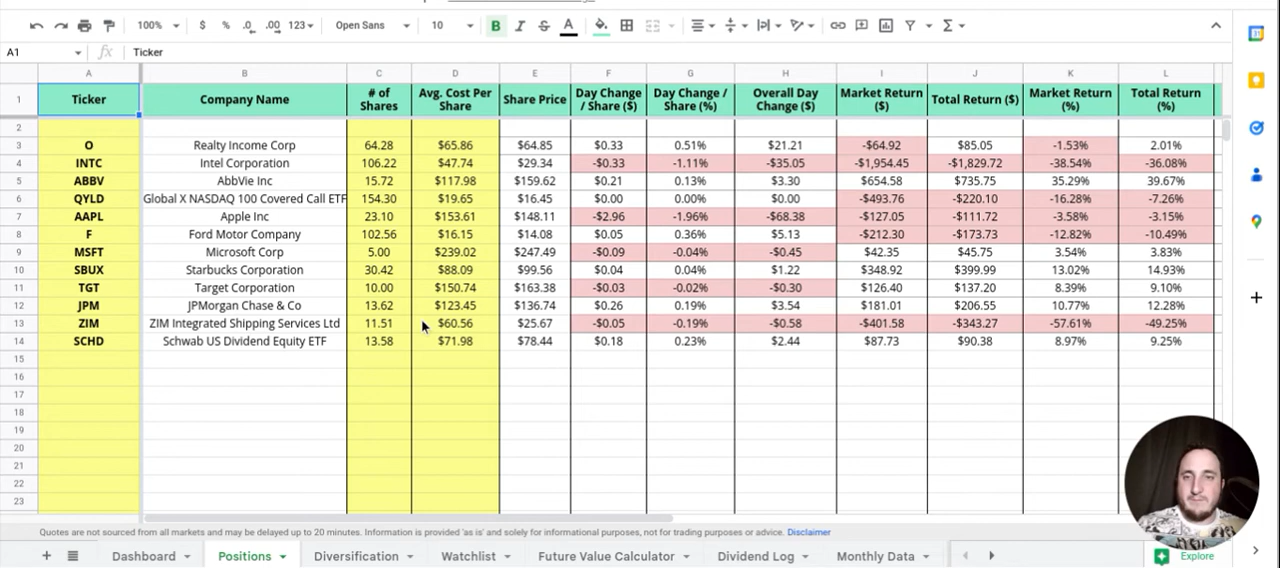 100% $ % .0 .00 123 Open Sans 10 B I S A
A1 fx Ticker
A B C D E F G H I J K L
1 Ticker Company Name # of Shares Avg. Cost Per Share Share Price Day Change / Share ($) Day Change / Share (%) Overall Day Change ($) Market Return ($) Total Return ($) Market Return (%) Total Return (%)
2
3 O Realty Income Corp 64.28 $65.86 $64.85 $0.33 0.51% $21.21 -$64.92 $85.05 -1.53% 2.01%
4 INTC Intel Corporation 106.22 $47.74 $29.34 -$0.33 -1.11% -$35.05 -$1,954.45 -$1,829.72 -38.54% -36.08%
5 ABBV AbbVie Inc 15.72 $117.98 $159.62 $0.21 0.13% $3.30 $654.58 $735.75 35.29% 39.67%
6 QYLD Global X NASDAQ 100 Covered Call ETF 154.30 $19.65 $16.45 $0.00 0.00% $0.00 -$493.76 -$220.10 -16.28% -7.26%
7 AAPL Apple Inc 23.10 $153.61 $148.11 -$2.96 -1.96% -$68.38 -$127.05 -$111.72 -3.58% -3.15%
8 F Ford Motor Company 102.56 $16.15 $14.08 $0.05 0.36% $5.13 -$212.30 -$173.73 -12.82% -10.49%
9 MSFT Microsoft Corp 5.00 $239.02 $247.49 -$0.09 -0.04% -$0.45 $42.35 $45.75 3.54% 3.83%
10 SBUX Starbucks Corporation 30.42 $88.09 $99.56 $0.04 0.04% $1.22 $348.92 $399.99 13.02% 14.93%
11 TGT Target Corporation 10.00 $150.74 $163.38 -$0.03 -0.02% -$0.30 $126.40 $137.20 8.39% 9.10%
12 JPM JPMorgan Chase & Co 13.62 $123.45 $136.74 $0.26 0.19% $3.54 $181.01 $206.55 10.77% 12.28%
13 ZIM ZIM Integrated Shipping Services Ltd 11.51 $60.56 $25.67 -$0.05 -0.19% -$0.58 -$401.58 -$343.27 -57.61% -49.25%
14 SCHD Schwab US Dividend Equity ETF 13.58 $71.98 $78.44 $0.18 0.23% $2.44 $87.73 $90.38 8.97% 9.25%
15
16
17
18
19
20
21
22
23
Quotes are not sourced from all markets and may be delayed up to 20 minutes. Information is provided 'as is' and solely for informational purposes, not for trading purposes or advice. Disclaimer
Dashboard Positions Diversification Watchlist Future Value Calculator Dividend Log Monthly Data Explore